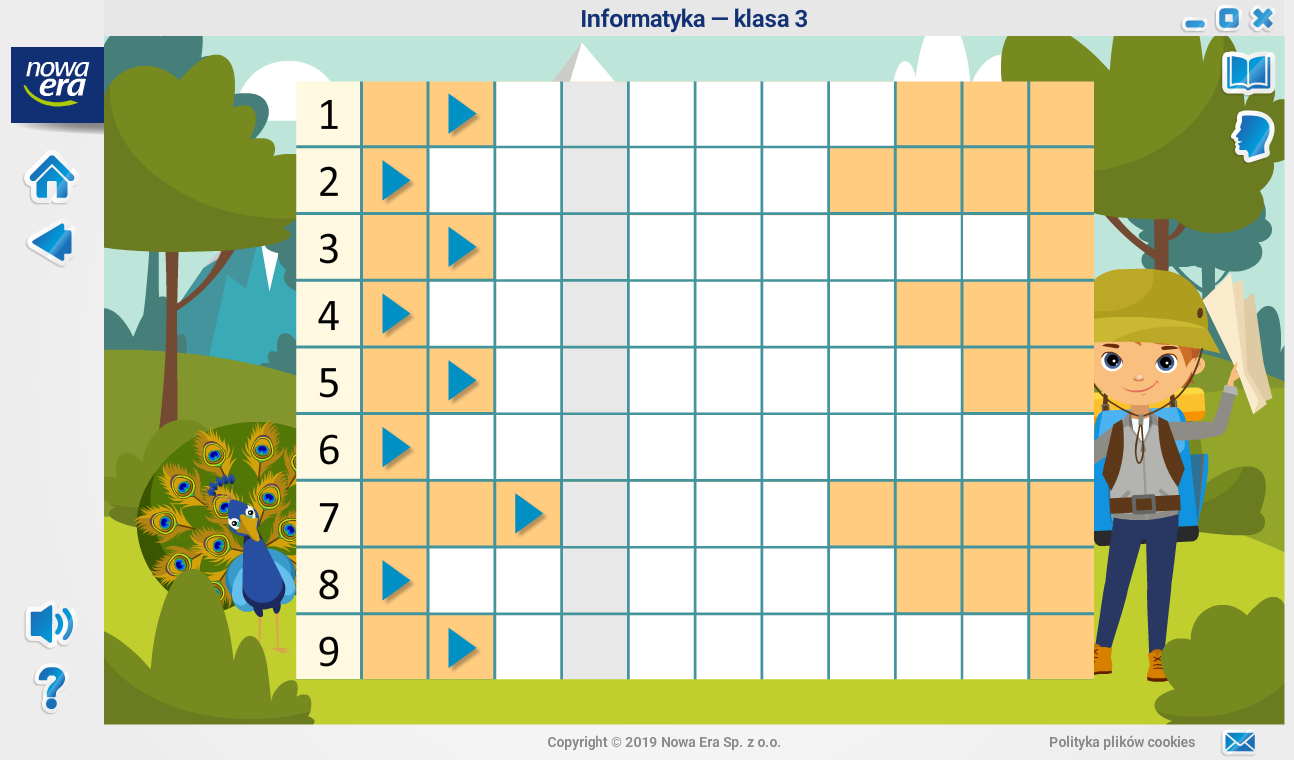 Informatyka — klasa 3
nowa
era
1
2
3
4
5
6
7
8
9
Copyright © 2019 Nowa Era Sp. z o.o.
Polityka plików cookies